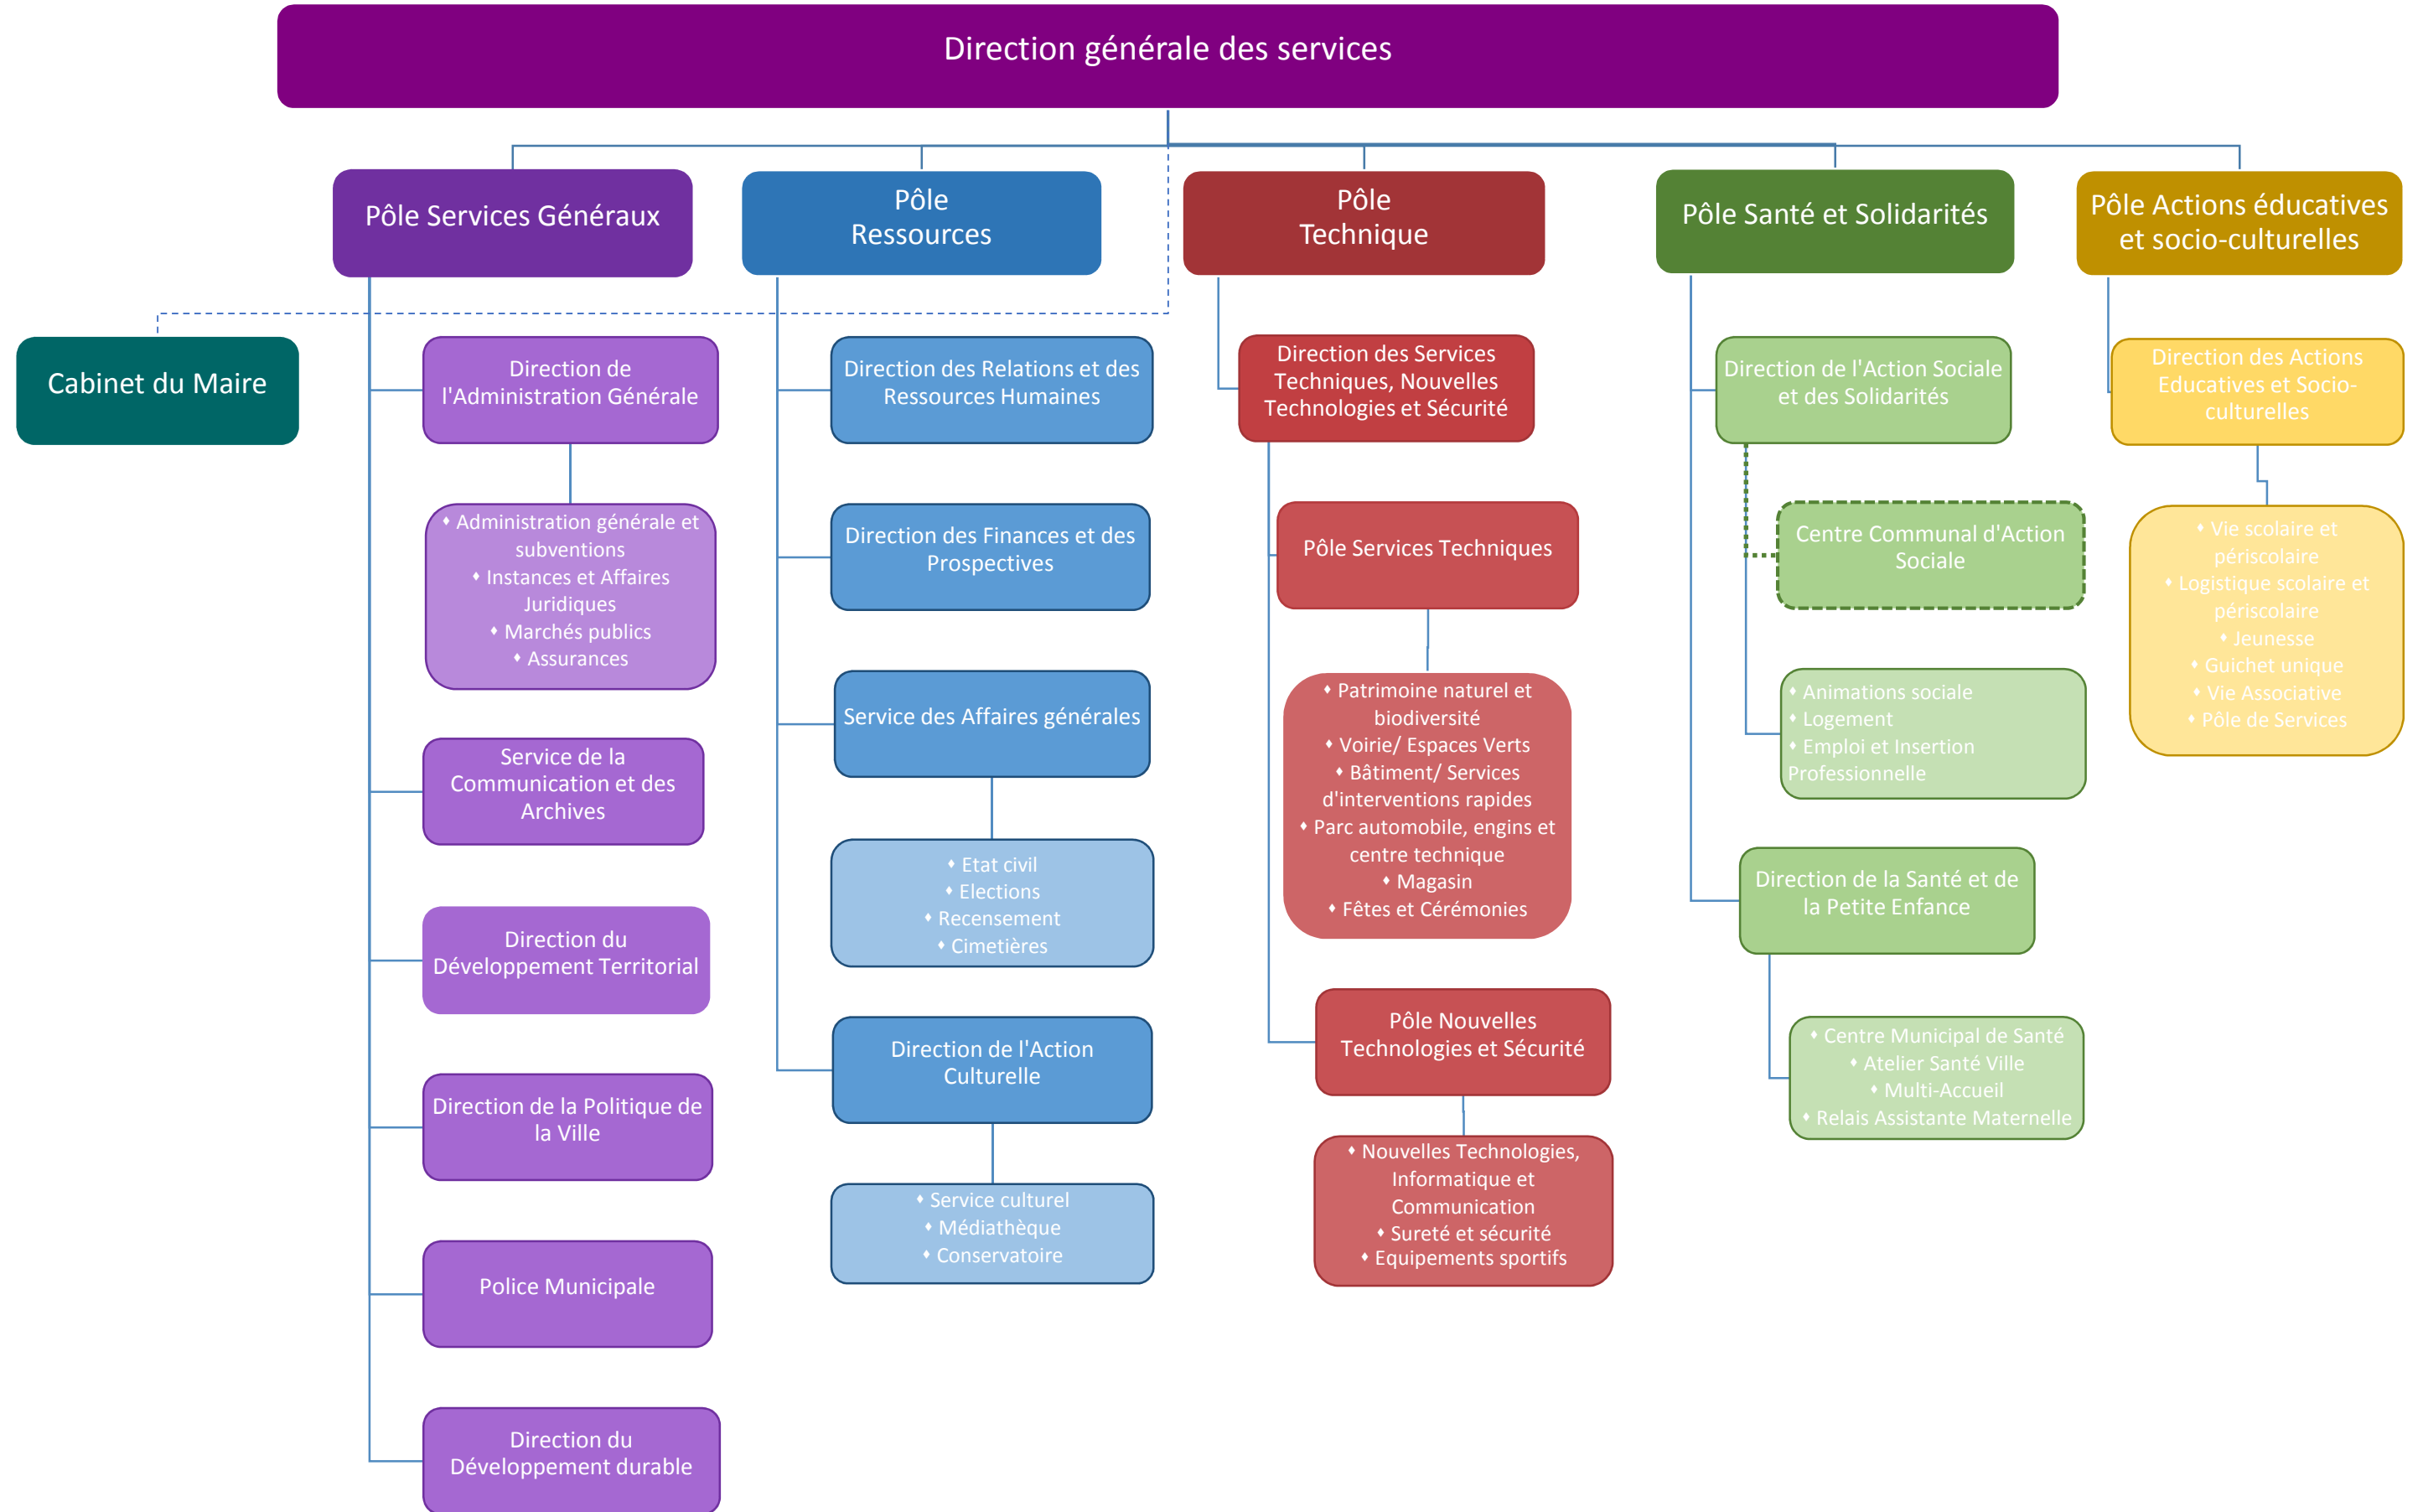 Direction générale des services
Pôle Services Généraux
Pôle
Ressources
Pôle
Technique
Pôle Santé et Solidarités
Pôle Actions éducatives
et socio-culturelles
Cabinet du Maire
Direction de
l'Administration Générale
♦ Administration générale et
subventions
♦ Instances et Affaires
Juridiques
♦ Marchés publics
♦ Assurances
Service de la
Communication et des
Archives
Direction du
Développement Territorial
Direction de la Politique de
la Ville
Police Municipale
Direction du
Développement durable
Direction des Relations et des
Ressources Humaines
Direction des Finances et des
Prospectives
Service des Affaires générales
♦ Etat civil
♦ Elections
♦ Recensement
♦ Cimetières
Direction de l'Action
Culturelle
♦ Service culturel
♦ Médiathèque
♦ Conservatoire
Direction des Services
Techniques, Nouvelles
Technologies et Sécurité
Pôle Services Techniques
♦ Patrimoine naturel et
biodiversité
♦ Voirie/ Espaces Verts
♦ Bâtiment/ Services
d'interventions rapides
♦ Parc automobile, engins et
centre technique
♦ Magasin
♦ Fêtes et Cérémonies
Pôle Nouvelles
Technologies et Sécurité
♦ Nouvelles Technologies,
Informatique et
Communication
♦ Sureté et sécurité
♦ Equipements sportifs
Direction de l'Action Sociale
et des Solidarités
Centre Communal d'Action
Sociale
♦ Animations sociale
♦ Logement
♦ Emploi et Insertion
Professionnelle
Direction de la Santé et de
la Petite Enfance
♦ Centre Municipal de Santé
♦ Atelier Santé Ville
♦ Multi-Accueil
♦ Relais Assistante Maternelle
Direction des Actions
Educatives et Socio-
culturelles
♦ Vie scolaire et
périscolaire
♦ Logistique scolaire et
périscolaire
♦ Jeunesse
♦ Guichet unique
♦ Vie Associative
♦ Pôle de Services